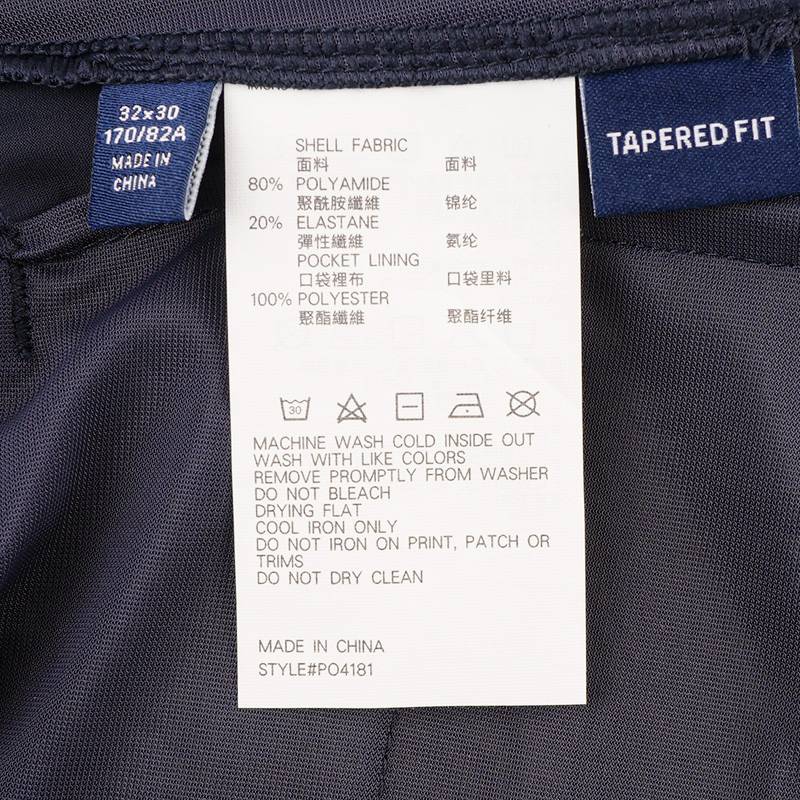 32x30
170/82A
MADE IN
CHINA
TAPERED FIT
SHELL FABRIC
面料 面料
80% POLYAMIDE
聚酰胺纖維 锦纶
20% ELASTANE
彈性纖維 氨纶
POCKET LINING
口袋裡布 口袋里料
100% POLYESTER
聚酯纖維 聚酯纤维
30
MACHINE WASH COLD INSIDE OUT
WASH WITH LIKE COLORS
REMOVE PROMPTLY FROM WASHER
DO NOT BLEACH
DRYING FLAT
COOL IRON ONLY
DO NOT IRON ON PRINT, PATCH OR
TRIMS
DO NOT DRY CLEAN
MADE IN CHINA
STYLE#PO4181